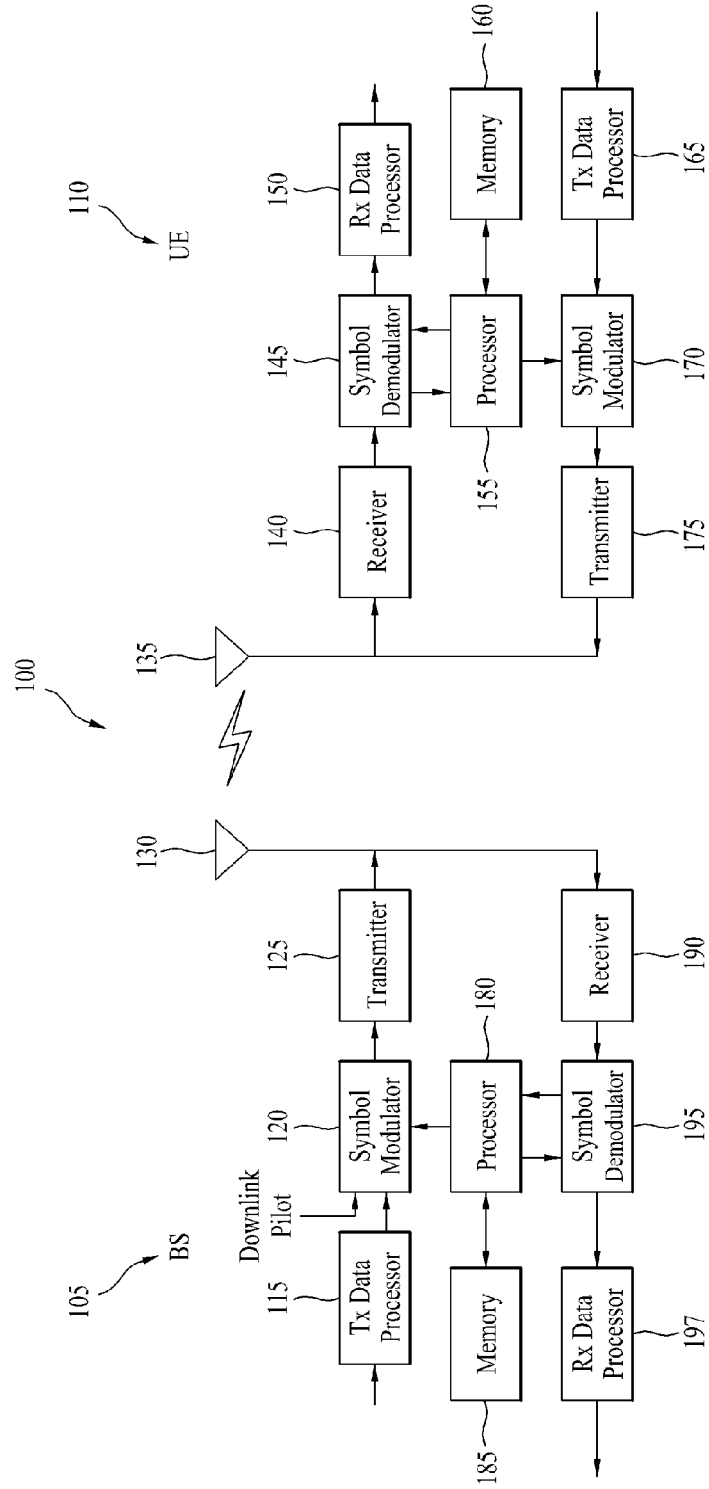 100
105
BS
110
UE
115
Tx Data
Processor
Downlink
Pilot
120
Symbol
Modulator
125
Transmitter
130
135
140
Receiver
145
Symbol
Demodulator
150
Rx Data
Processor
185
Memory
180
Processor
155
Processor
160
Memory
197
Rx Data
Processor
195
Symbol
Demodulator
190
Receiver
175
Transmitter
170
Symbol
Modulator
165
Tx Data
Processor